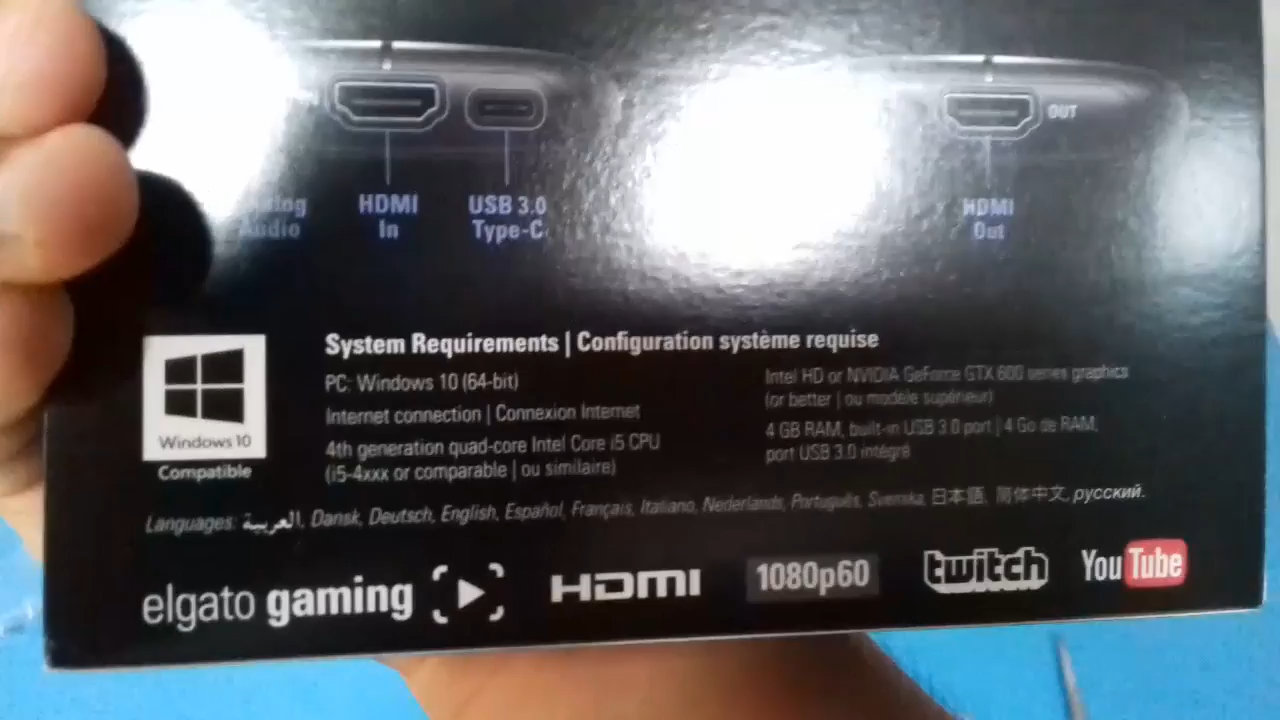 OUT
HDMI
In
USB 3.0
Type-C
HDMI
Out
Audio
System Requirements | Configuration système requise
PC: Windows 10 (64-bit)
Internet connection | Connexion Internet
4th generation quad-core Intel Core i5 CPU
(i5-4xxx or comparable | ou similaire)
Intel HD or NVIDIA GeForce GTX 600 series graphics
(or better | ou modèle supérieur)
4 GB RAM, built-in USB 3.0 port | 4 Go de RAM,
port USB 3.0 intégré
Windows 10
Compatible
Languages: العربية, Dansk, Deutsch, English, Español, Français, Italiano, Nederlands, Português, Svenska, 日本語, 简体中文, русский.
elgato gaming
HDMI
1080p60
twitch
YouTube